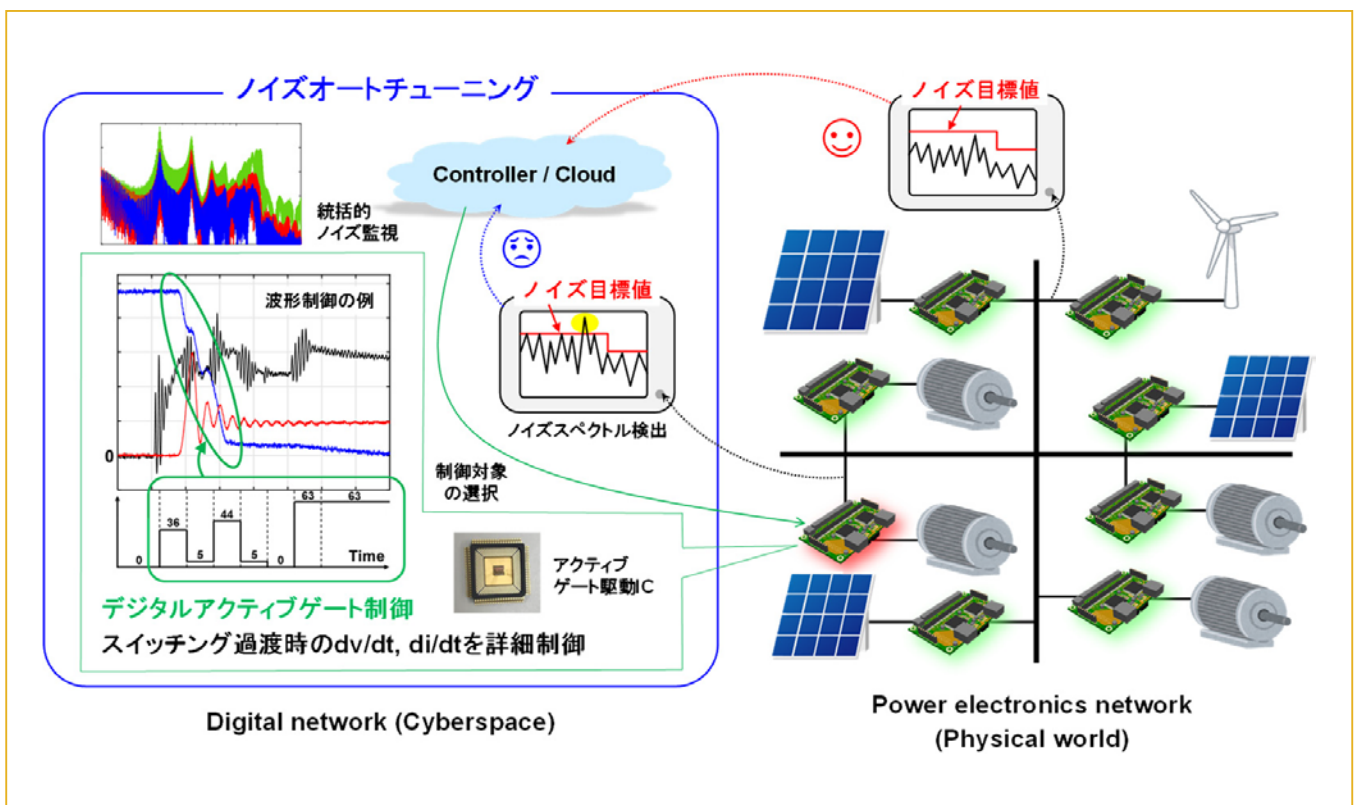 ノイズオートチューニング
Controller / Cloud
統括的
ノイズ監視
ノイズ目標値
波形制御の例
0
ノイズ目標値
ノイズスペクトル検出
制御対象
の選択
0
36
5
44
5
0
63
63
Time
アクティブ
ゲート駆動IC
デジタルアクティブゲート制御
スイッチング過渡時のdv/dt, di/dtを詳細制御
Digital network (Cyberspace)
Power electronics network
(Physical world)